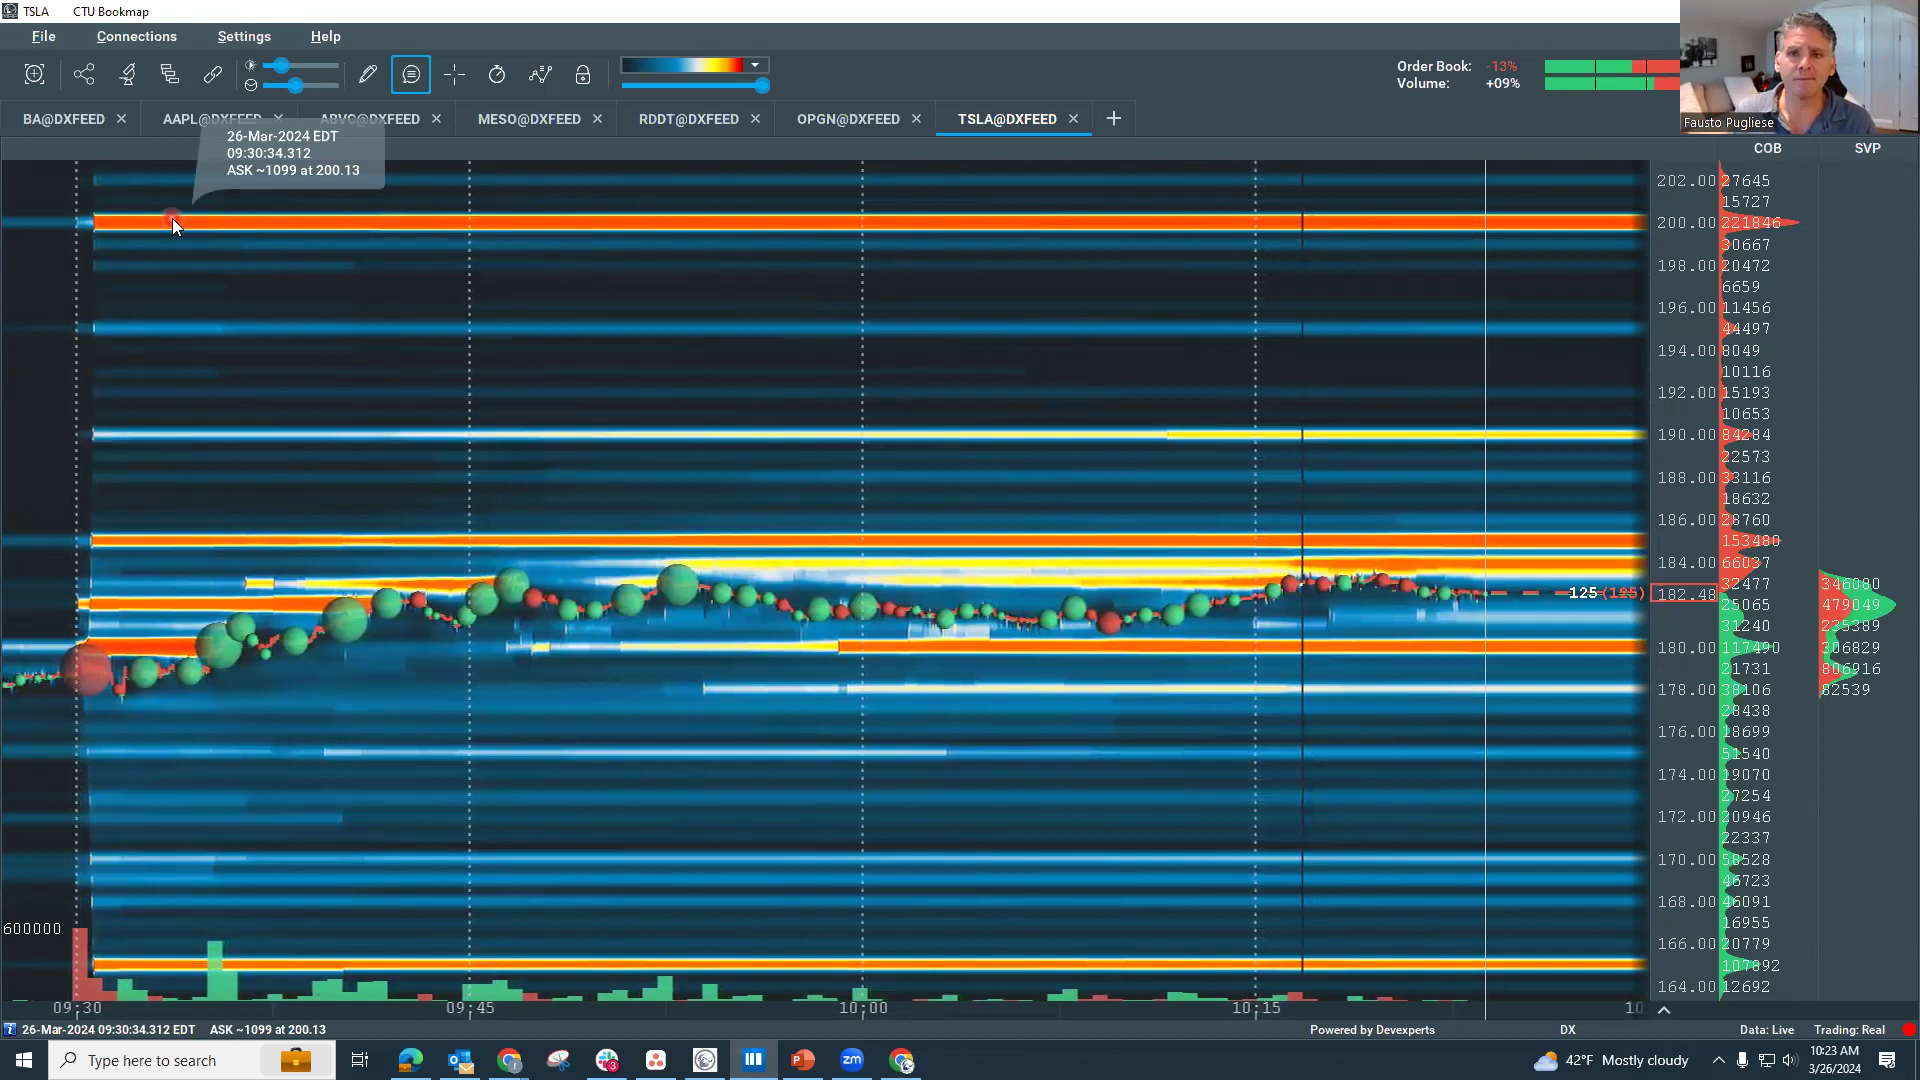 TSLA CTU Bookmap
File Connections Settings Help
Order Book: -13%
Volume: +09%
Fausto Pugliese
BA@DXFEED AAPL@DXFEED ABVC@DXFEED MESO@DXFEED RDDT@DXFEED OPGN@DXFEED TSLA@DXFEED
26-Mar-2024 EDT
09:30:34.312
ASK ~1099 at 200.13
COB SVP
202.00 27645
15727
200.00 221846
30667
198.00 20472
6659
196.00 11456
44497
194.00 8049
10116
192.00 15193
10653
190.00 84284
22573
188.00 33116
18632
186.00 28760
153480
184.00 66037
32477 346080
125 (125) 182.48
25065 479049
31240 235389
180.00 117490 306829
21731 806916
178.00 38106 82539
28438
176.00 18699
51540
174.00 19070
27254
172.00 20946
22337
170.00 58528
46723
168.00 46091
600000 16955
166.00 20779
107892
164.00 12692
09:30 09:45 10:00 10:15
26-Mar-2024 09:30:34.312 EDT ASK ~1099 at 200.13 Powered by Devexperts DX Data: Live Trading: Real
Type here to search 42°F Mostly cloudy
10:23 AM
3/26/2024